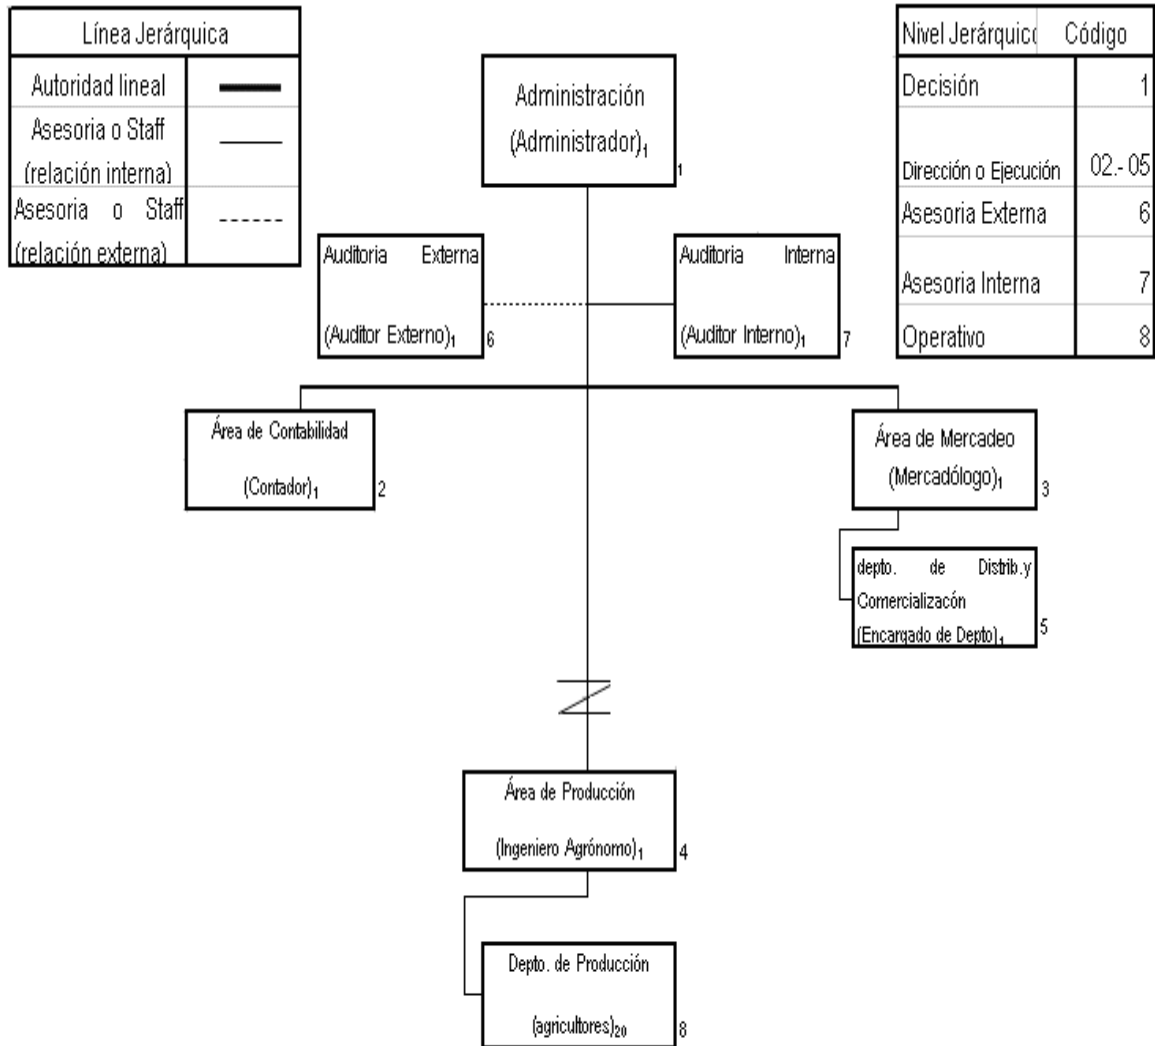 Línea Jerárquica
Autoridad lineal
Asesoria o Staff
(relación interna)
Asesoria o Staff
(relación externa)
Administración
(Administrador)1
1
Nivel Jerárquico Código
Decisión 1
Dirección o Ejecución 02.- 05
Asesoria Externa 6
Asesoria Interna 7
Operativo 8
Auditoria Externa
(Auditor Externo)1
6
Auditoria Interna
(Auditor Interno)1
7
Área de Contabilidad
(Contador)1
2
Área de Mercadeo
(Mercadólogo)1
3
depto. de Distrib.y
Comercializacón
(Encargado de Depto)1
5
Área de Producción
(Ingeniero Agrónomo)1
4
Depto. de Producción
(agricultores)20
8